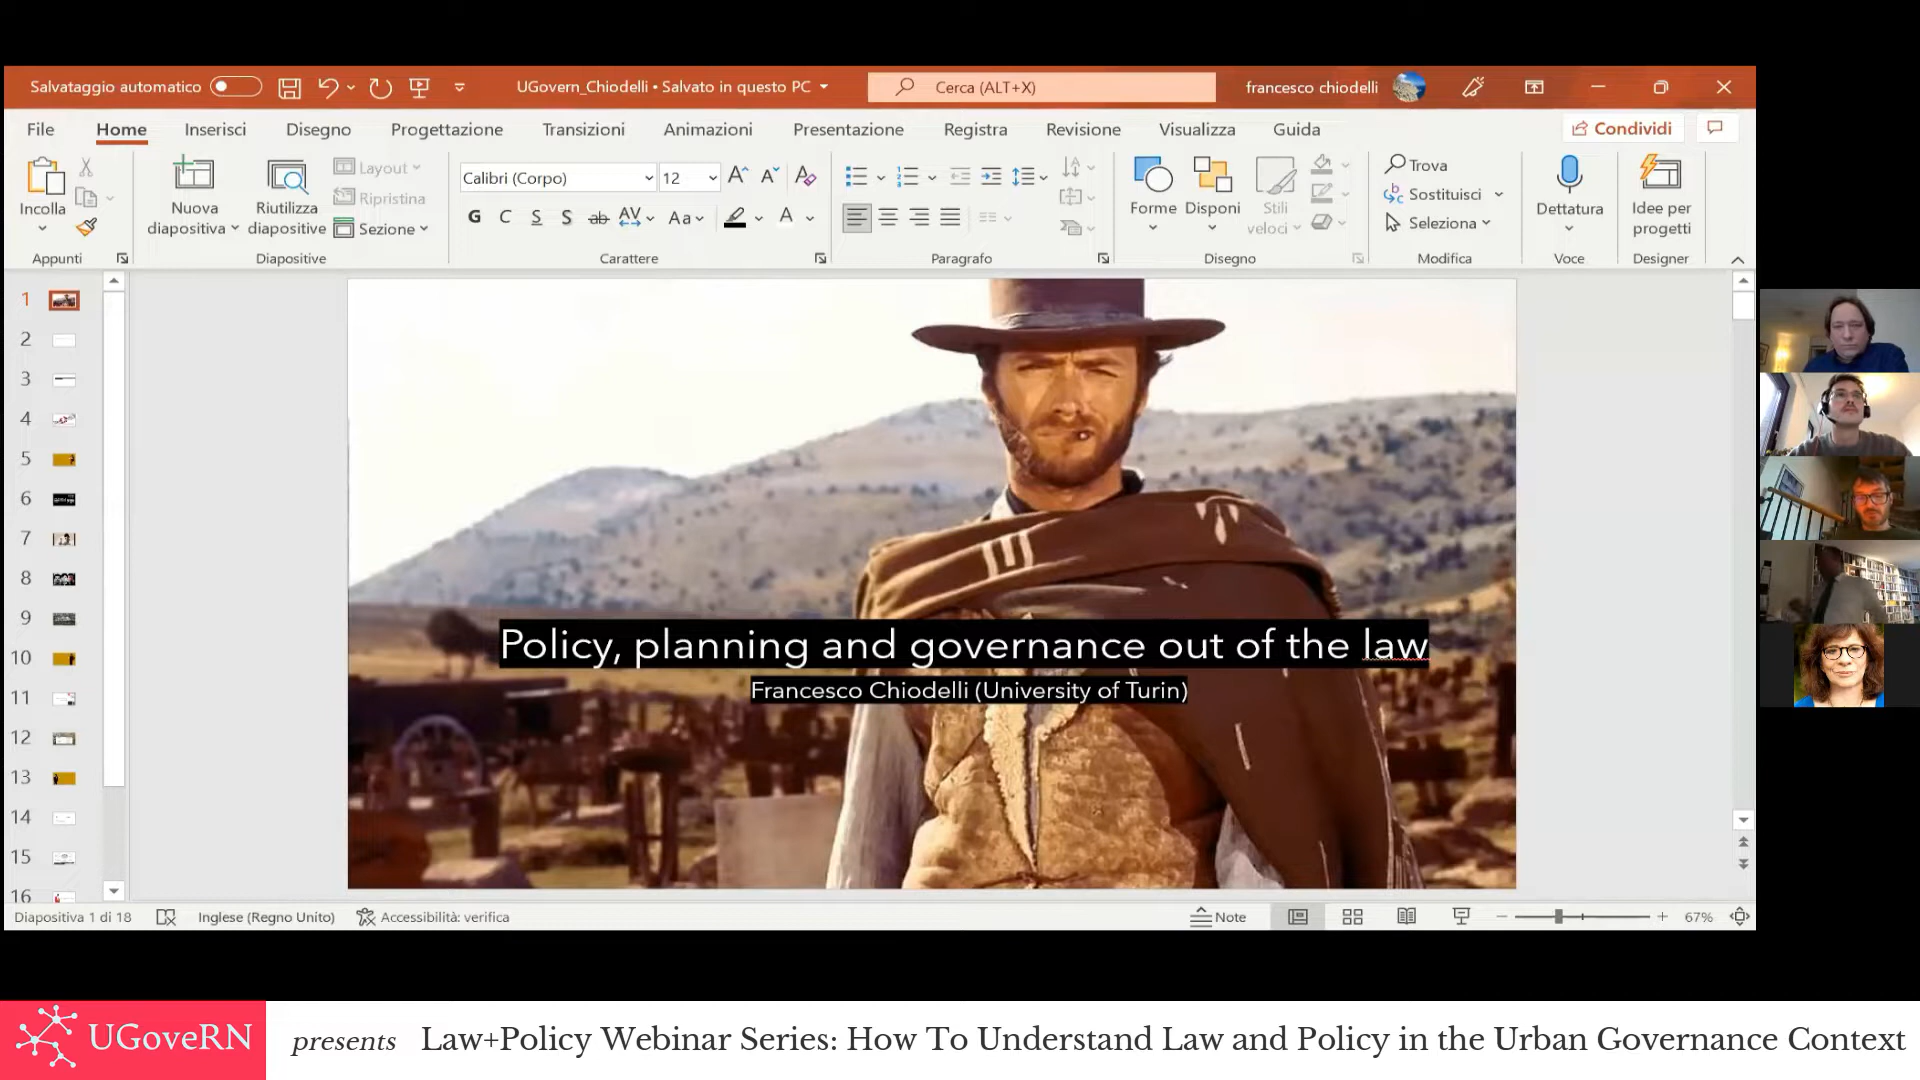 Salvataggio automatico
UGovern_Chiodelli • Salvato in questo PC
Cerca (ALT+X)
francesco chiodelli
File Home Inserisci Disegno Progettazione Transizioni Animazioni Presentazione Registra Revisione Visualizza Guida
Condividi
Incolla
Appunti
Nuova diapositiva
Riutilizza diapositive
Layout
Ripristina
Sezione
Diapositive
Calibri (Corpo) 12
G C S S ab AV Aa A
Carattere
Paragrafo
Forme
Disponi
Stili veloci
Disegno
Trova
Sostituisci
Seleziona
Modifica
Dettatura
Voce
Idee per progetti
Designer
1
2
3
4
5
6
7
8
9
10
11
12
13
14
15
16
Policy, planning and governance out of the law
Francesco Chiodelli (University of Turin)
Diapositiva 1 di 18
Inglese (Regno Unito)
Accessibilità: verifica
Note
67%
UGoveRN presents Law+Policy Webinar Series: How To Understand Law and Policy in the Urban Governance Context